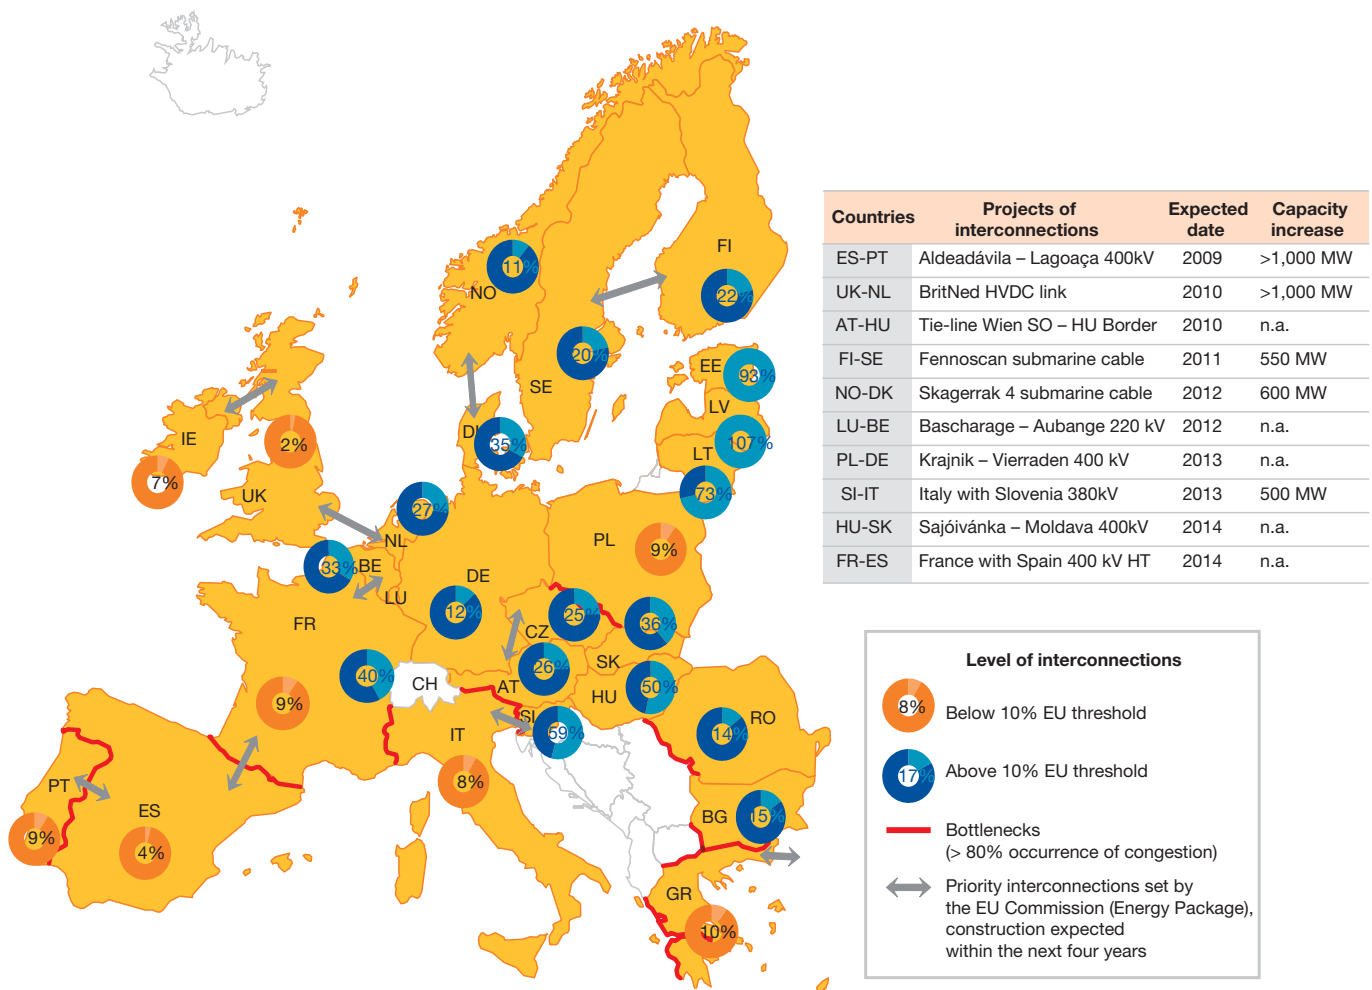 FI
11%
NO
22%
20%
EE
93%
SE
LV
DK
35%
107%
IE
2%
LT
7%
73%
UK
27%
NL
PL
9%
33%
BE
DE
LU
12%
25%
36%
FR
CZ
SK
26%
40%
CH
AT
HU
50%
9%
SI
59%
RO
14%
IT
PT
8%
ES
BG
15%
9%
4%
GR
10%
Countries Projects of interconnections Expected date Capacity increase
ES-PT Aldeadávila – Lagoaça 400kV 2009 >1,000 MW
UK-NL BritNed HVDC link 2010 >1,000 MW
AT-HU Tie-line Wien SO – HU Border 2010 n.a.
FI-SE Fennoscan submarine cable 2011 550 MW
NO-DK Skagerrak 4 submarine cable 2012 600 MW
LU-BE Bascharage – Aubange 220 kV 2012 n.a.
PL-DE Krajnik – Vierraden 400 kV 2013 n.a.
SI-IT Italy with Slovenia 380kV 2013 500 MW
HU-SK Sajóivánka – Moldava 400kV 2014 n.a.
FR-ES France with Spain 400 kV HT 2014 n.a.
Level of interconnections
8% Below 10% EU threshold
17% Above 10% EU threshold
Bottlenecks
(> 80% occurrence of congestion)
Priority interconnections set by
the EU Commission (Energy Package),
construction expected
within the next four years